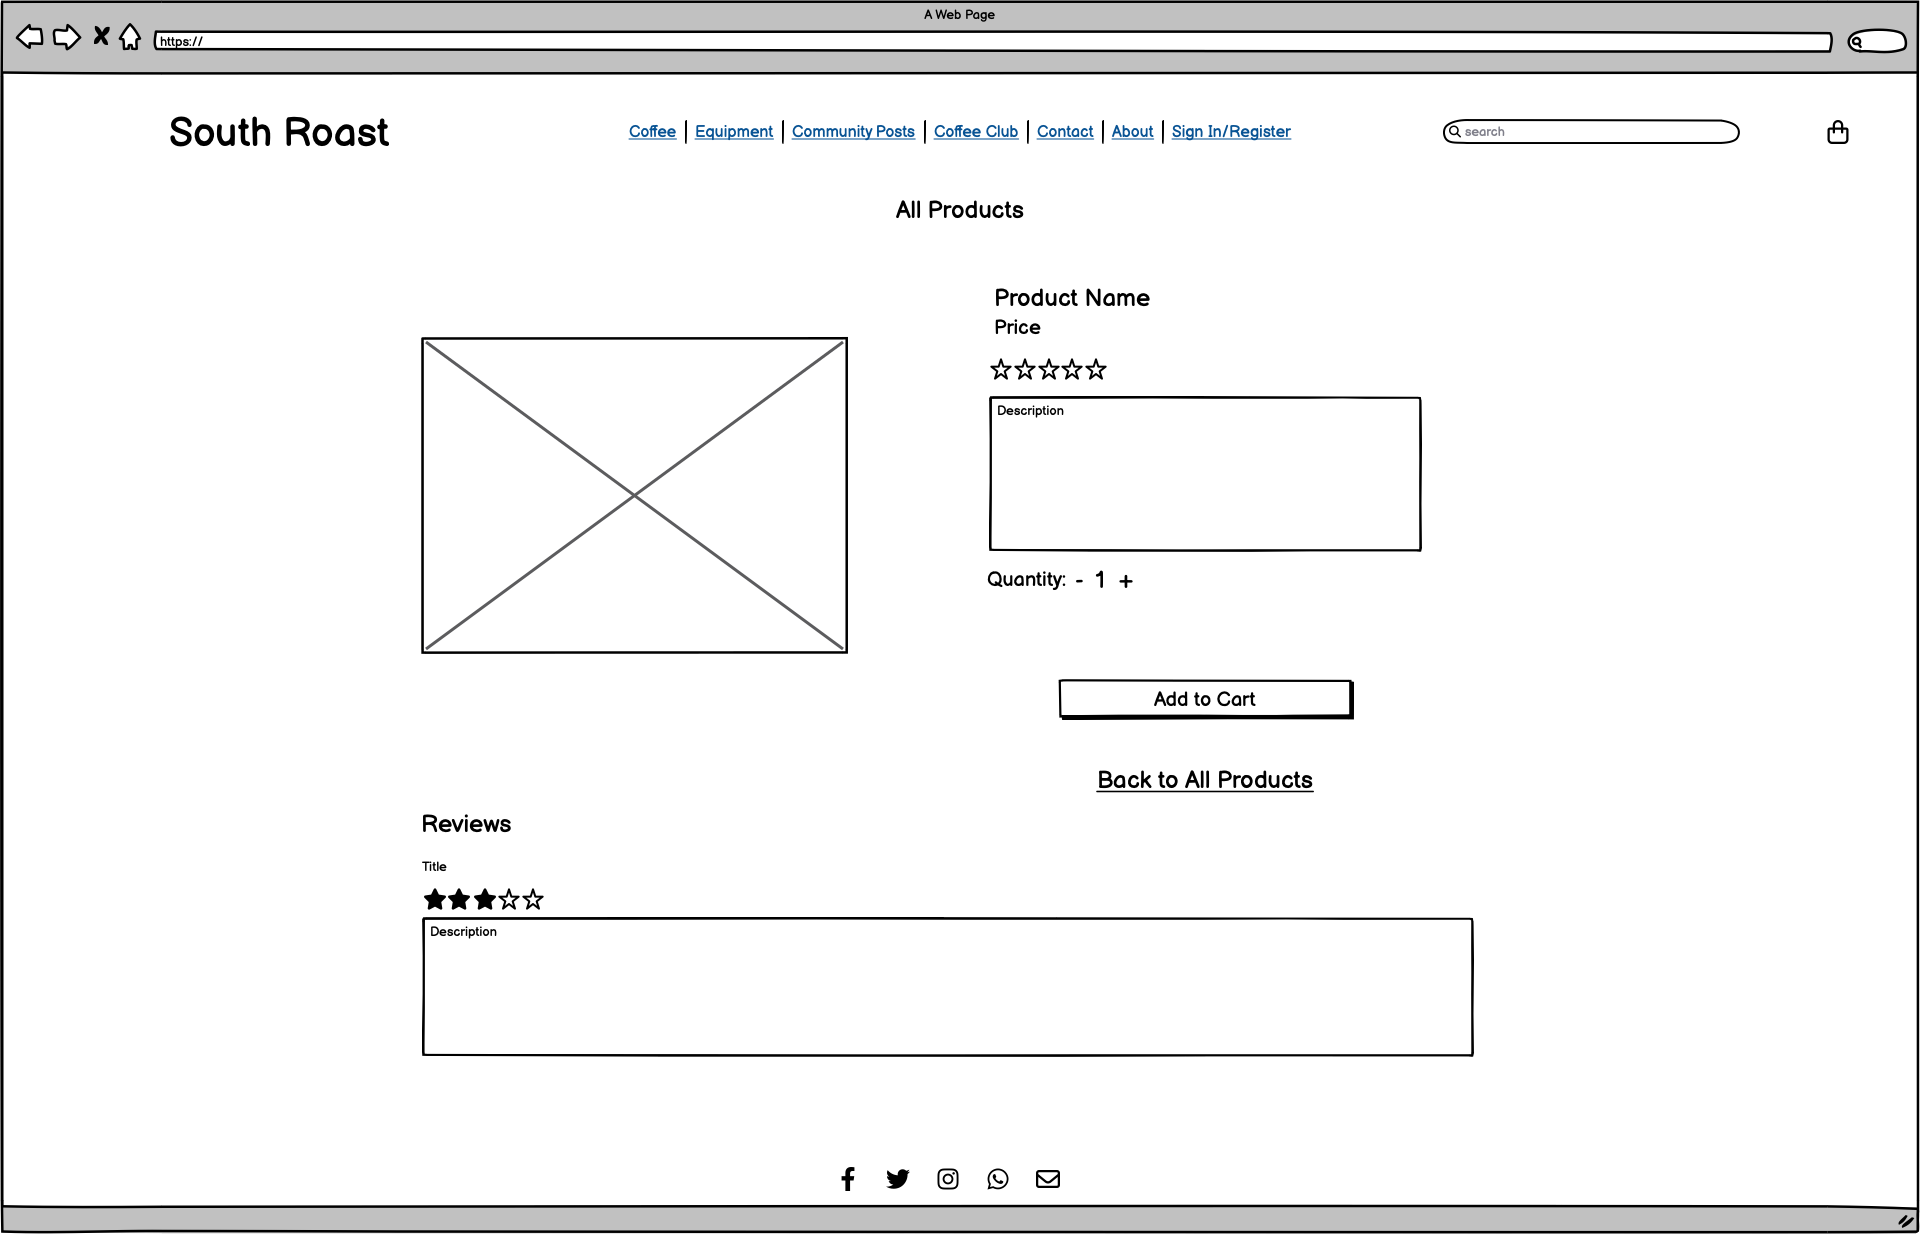 A Web Page
https://
South Roast
Coffee | Equipment | Community Posts | Coffee Club | Contact | About | Sign In/Register
search
All Products
Product Name
Price
Description
Quantity: - 1 +
Add to Cart
Back to All Products
Reviews
Title
Description